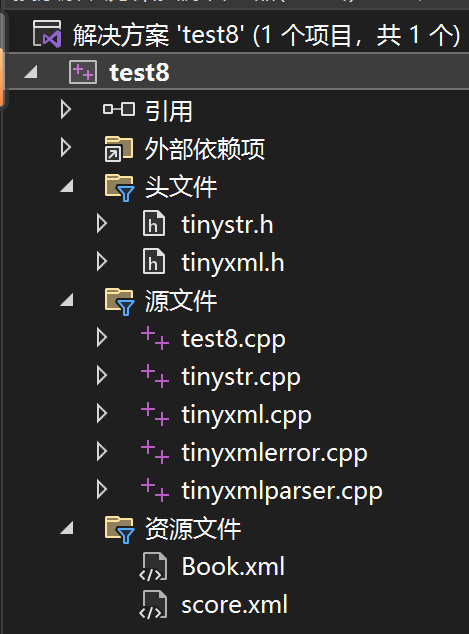 解决方案 'test8' (1 个项目，共 1 个)
test8
引用
外部依赖项
头文件
tinystr.h
tinyxml.h
源文件
test8.cpp
tinystr.cpp
tinyxml.cpp
tinyxmlerror.cpp
tinyxmlparser.cpp
资源文件
Book.xml
score.xml